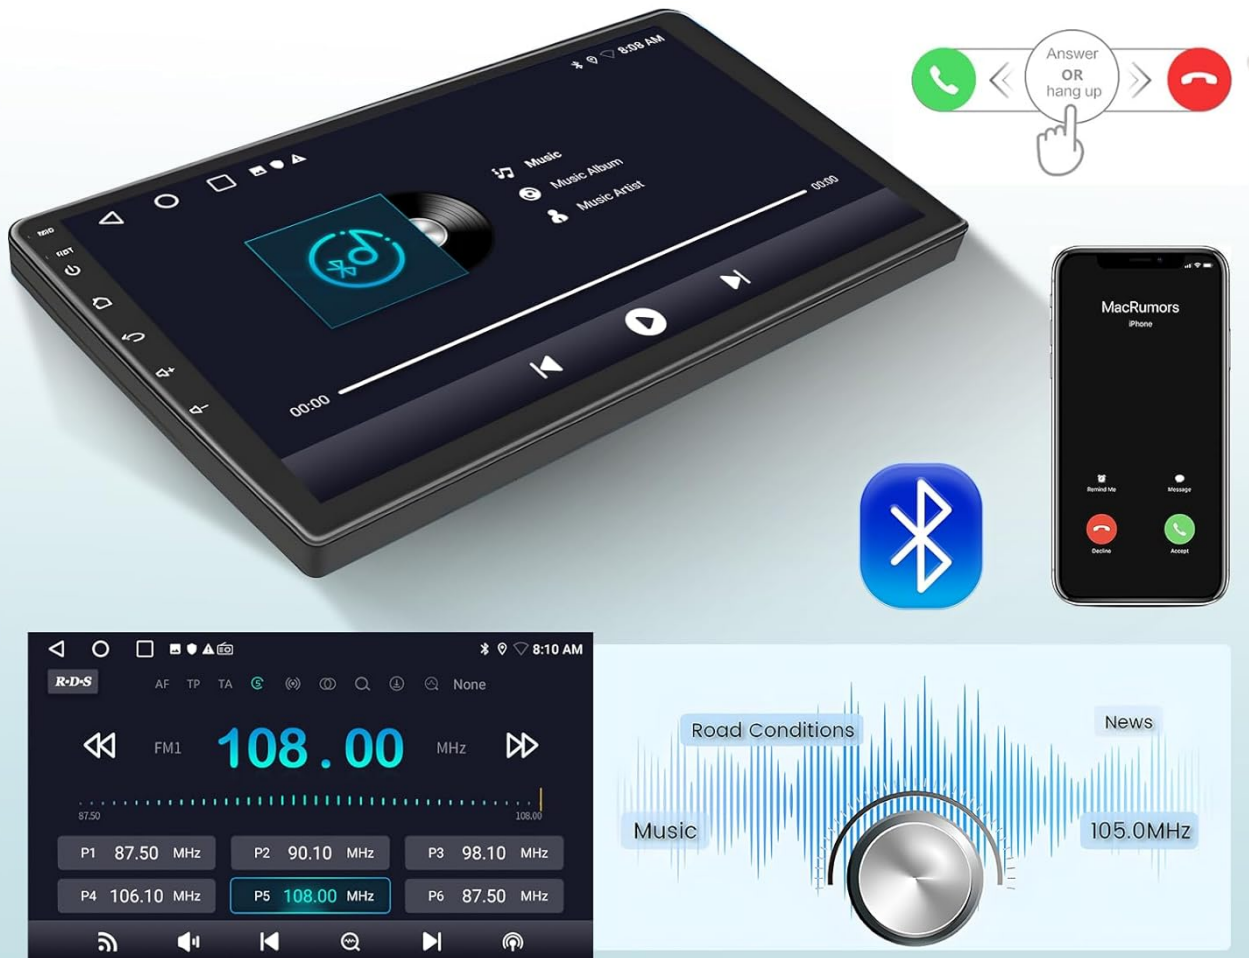 8:08 AM
Answer
OR
hang up
Music
Music Album
Music Artist
00:00
00:00
MIC
RST
MacRumors
iPhone
Remind Me
Message
Decline
Accept
8:10 AM
R·D·S
AF TP TA None
FM1 108.00 MHz
87.50 108.00
P1 87.50 MHz
P2 90.10 MHz
P3 98.10 MHz
P4 106.10 MHz
P5 108.00 MHz
P6 87.50 MHz
Road Conditions
News
Music
105.0MHz